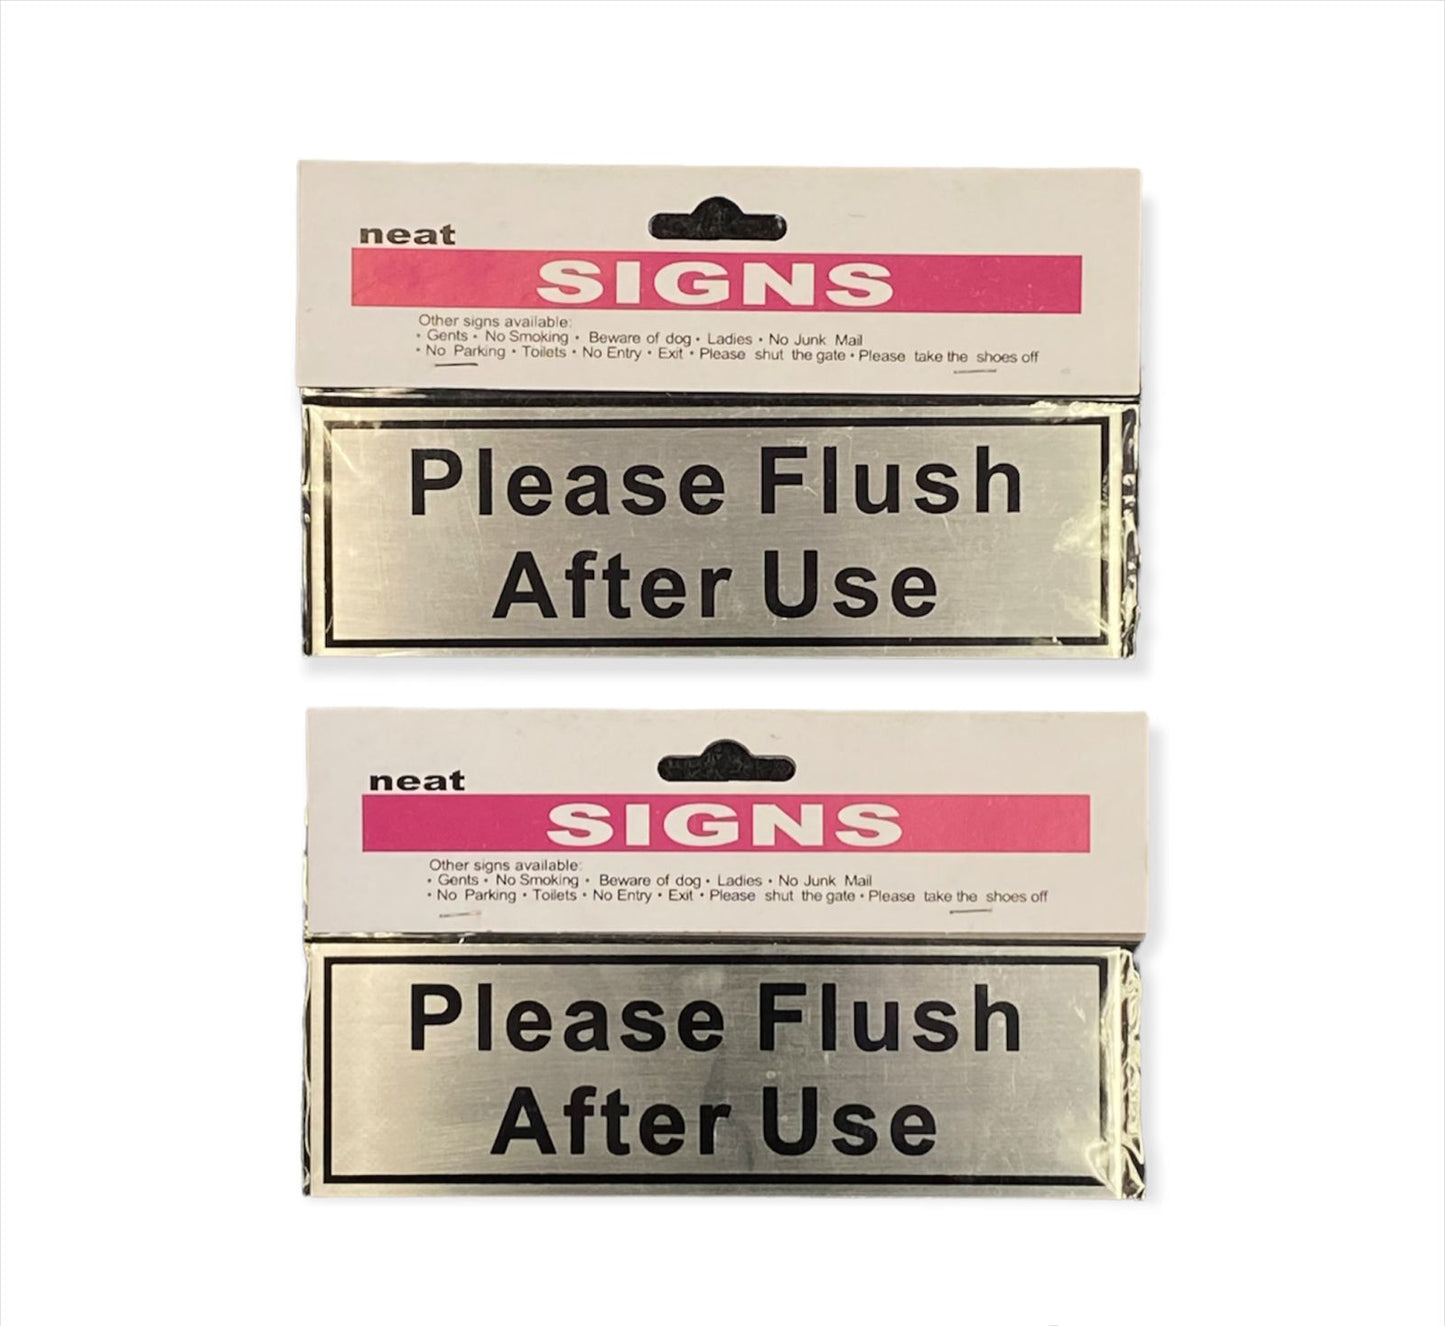 neat
SIGNS
Other signs available:
• Gents • No Smoking • Beware of dog • Ladies • No Junk Mail
• No Parking • Toilets • No Entry • Exit • Please shut the gate • Please take the shoes off
Please Flush
After Use
neat
SIGNS
Other signs available:
• Gents • No Smoking • Beware of dog • Ladies • No Junk Mail
• No Parking • Toilets • No Entry • Exit • Please shut the gate • Please take the shoes off
Please Flush
After Use